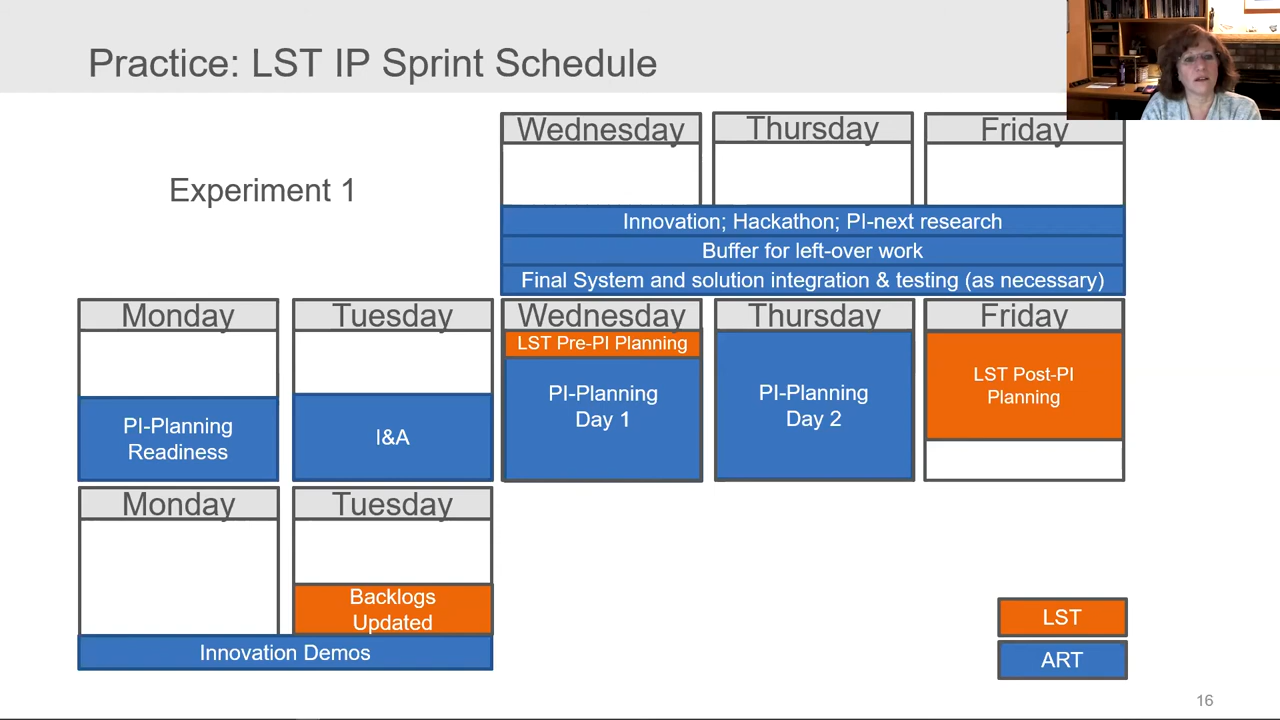 Practice: LST IP Sprint Schedule
Experiment 1
Wednesday
Thursday
Friday
Innovation; Hackathon; PI-next research
Buffer for left-over work
Final System and solution integration & testing (as necessary)
Monday
Tuesday
Wednesday
Thursday
Friday
PI-Planning
Readiness
I&A
LST Pre-PI Planning
PI-Planning
Day 1
PI-Planning
Day 2
LST Post-PI
Planning
Monday
Tuesday
Backlogs
Updated
Innovation Demos
LST
ART
16